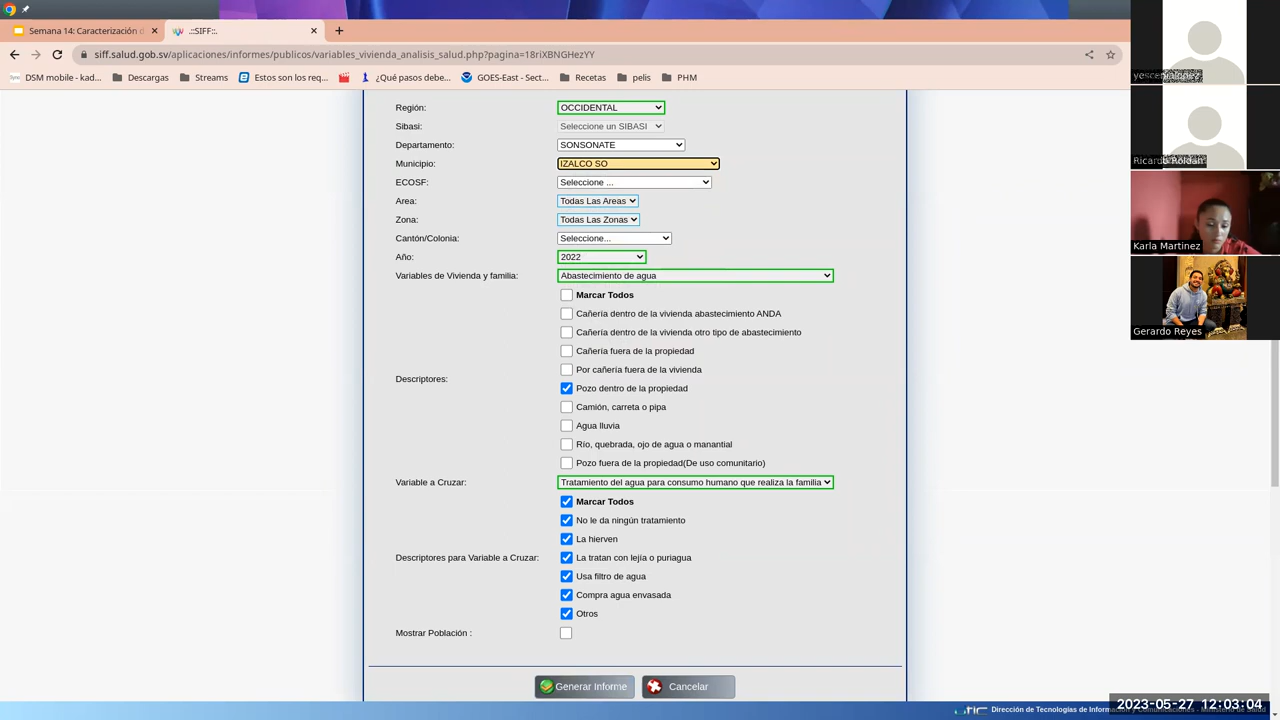 Semana 14: Caracterización d
.::SIFF::.
siff.salud.gob.sv/aplicaciones/informes/publicos/variables_vivienda_analisis_salud.php?pagina=18riXBNGHezYY
DSM mobile - kad...
Descargas
Streams
Estos son los req...
¿Qué pasos debe...
GOES-East - Sect...
Recetas
pelis
PHM
Región: OCCIDENTAL
Sibasi: Seleccione un SIBASI
Departamento: SONSONATE
Municipio: IZALCO SO
ECOSF: Seleccione ...
Area: Todas Las Areas
Zona: Todas Las Zonas
Cantón/Colonia: Seleccione...
Año: 2022
Variables de Vivienda y familia: Abastecimiento de agua
Marcar Todos
Cañería dentro de la vivienda abastecimiento ANDA
Cañería dentro de la vivienda otro tipo de abastecimiento
Cañería fuera de la propiedad
Por cañería fuera de la vivienda
Descriptores:
Pozo dentro de la propiedad
Camión, carreta o pipa
Agua lluvia
Río, quebrada, ojo de agua o manantial
Pozo fuera de la propiedad(De uso comunitario)
Variable a Cruzar: Tratamiento del agua para consumo humano que realiza la familia
Marcar Todos
No le da ningún tratamiento
La hierven
Descriptores para Variable a Cruzar: La tratan con lejía o puriagua
Usa filtro de agua
Compra agua envasada
Otros
Mostrar Población :
Generar Informe
Cancelar
Dirección de Tecnologías de Información
yescenia lopez
Ricardo Roldan
Karla Martinez
Gerardo Reyes
2023-05-27 12:03:04